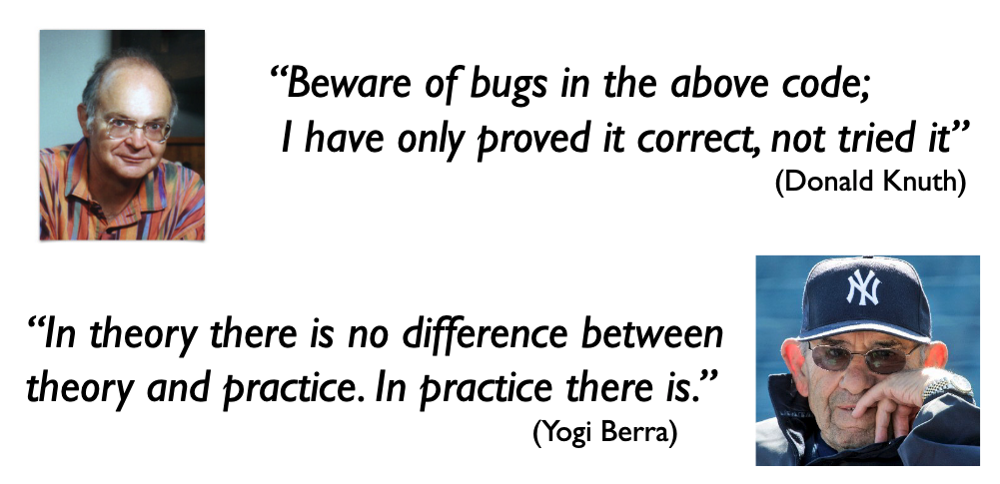 “Beware of bugs in the above code;
I have only proved it correct, not tried it”
(Donald Knuth)
NY
“In theory there is no difference between
theory and practice. In practice there is.”
(Yogi Berra)